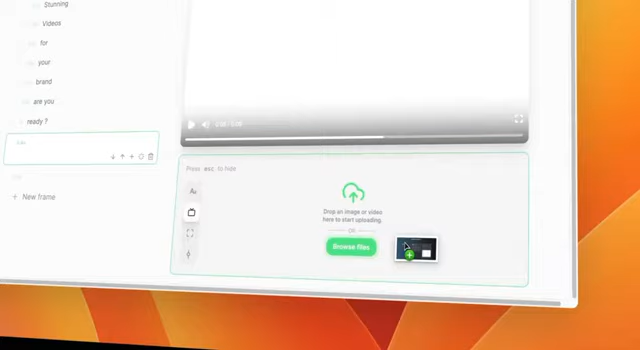 Stunning
Videos
for
your
brand
are you
ready ?
+ New frame
Press esc to hide
Drop an image or video
here to start uploading.
OR
Browse files